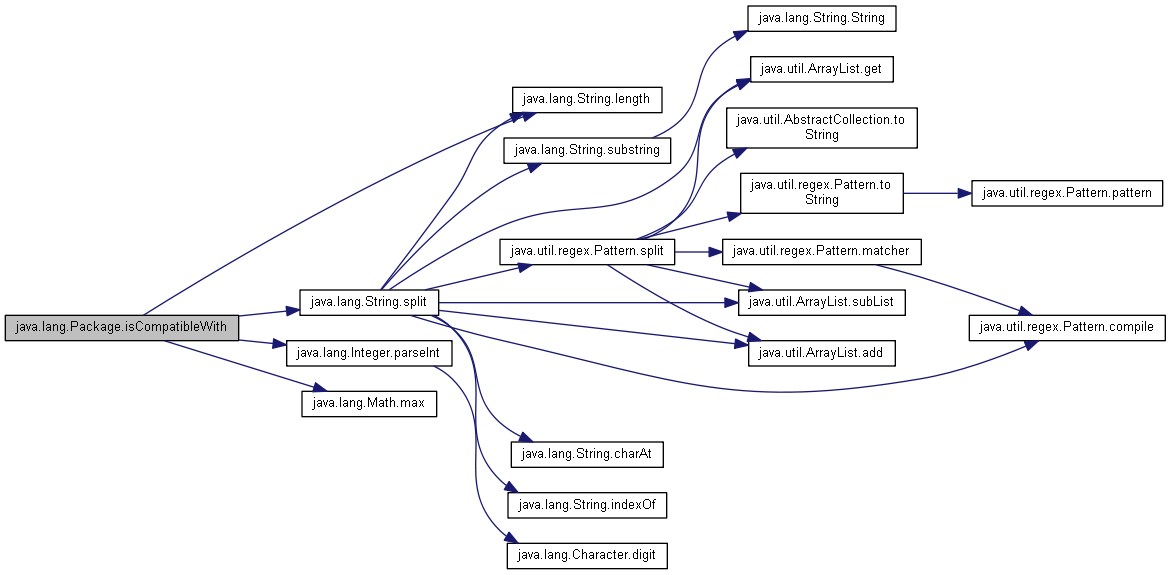 java.lang.String.String
java.util.ArrayList.get
java.lang.String.length
java.util.AbstractCollection.to
String
java.lang.String.substring
java.util.regex.Pattern.to
String
java.util.regex.Pattern.pattern
java.util.regex.Pattern.split
java.util.regex.Pattern.matcher
java.lang.String.split
java.util.ArrayList.subList
java.lang.Package.isCompatibleWith
java.util.regex.Pattern.compile
java.lang.Integer.parseInt
java.util.ArrayList.add
java.lang.Math.max
java.lang.String.charAt
java.lang.String.indexOf
java.lang.Character.digit